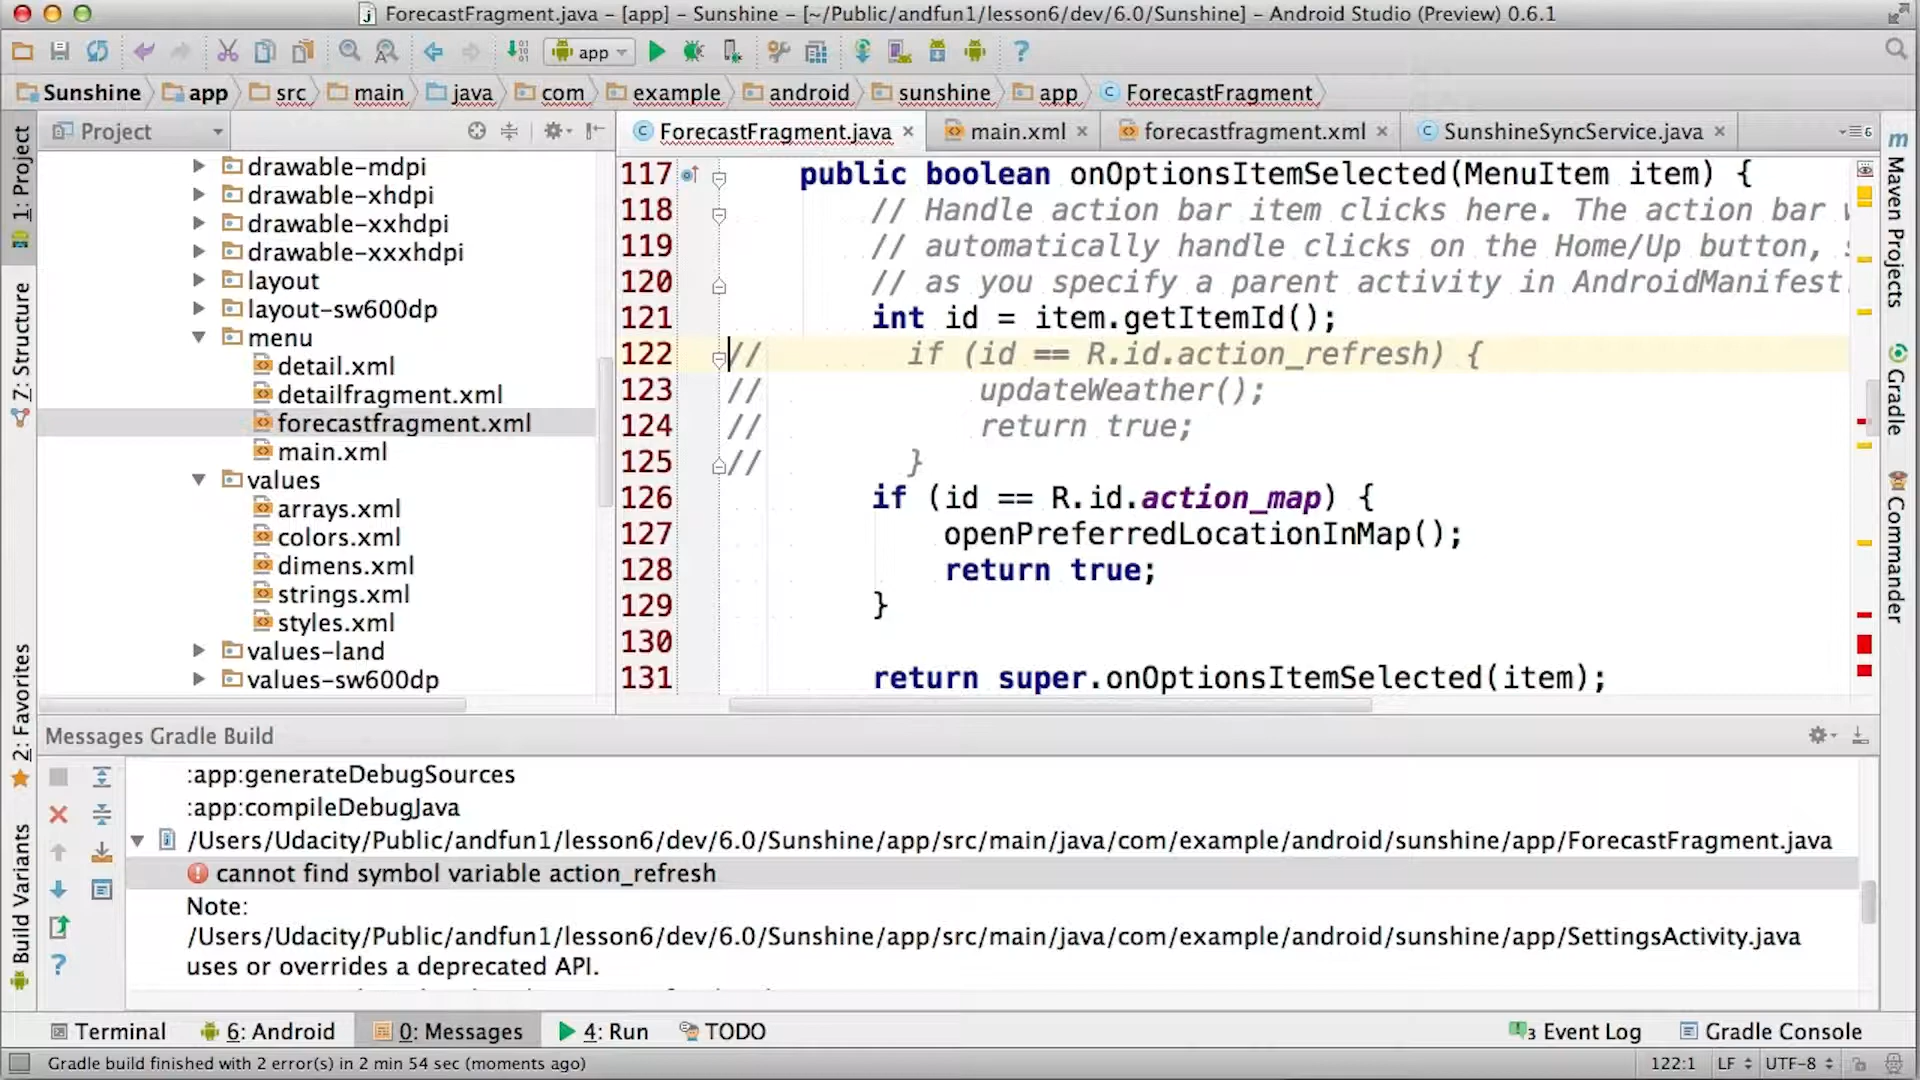 ForecastFragment.java – [app] – Sunshine – [~/Public/andfun1/lesson6/dev/6.0/Sunshine] – Android Studio (Preview) 0.6.1
app
Sunshine app src main java com example android sunshine app ForecastFragment
Project
ForecastFragment.java main.xml forecastfragment.xml SunshineSyncService.java
6
1: Project
7: Structure
2: Favorites
Build Variants
drawable-mdpi
drawable-xhdpi
drawable-xxhdpi
drawable-xxxhdpi
layout
layout-sw600dp
menu
detail.xml
detailfragment.xml
forecastfragment.xml
main.xml
values
arrays.xml
colors.xml
dimens.xml
strings.xml
styles.xml
values-land
values-sw600dp
117 public boolean onOptionsItemSelected(MenuItem item) {
118 // Handle action bar item clicks here. The action bar
119 // automatically handle clicks on the Home/Up button,
120 // as you specify a parent activity in AndroidManifest.
121 int id = item.getItemId();
122 // if (id == R.id.action_refresh) {
123 // updateWeather();
124 // return true;
125 // }
126 if (id == R.id.action_map) {
127 openPreferredLocationInMap();
128 return true;
129 }
130
131 return super.onOptionsItemSelected(item);
Maven Projects
Gradle
Commander
Messages Gradle Build
:app:generateDebugSources
:app:compileDebugJava
/Users/Udacity/Public/andfun1/lesson6/dev/6.0/Sunshine/app/src/main/java/com/example/android/sunshine/app/ForecastFragment.java
cannot find symbol variable action_refresh
Note:
/Users/Udacity/Public/andfun1/lesson6/dev/6.0/Sunshine/app/src/main/java/com/example/android/sunshine/app/SettingsActivity.java
uses or overrides a deprecated API.
Terminal 6: Android 0: Messages 4: Run TODO 3 Event Log Gradle Console
Gradle build finished with 2 error(s) in 2 min 54 sec (moments ago) 122:1 LF UTF-8